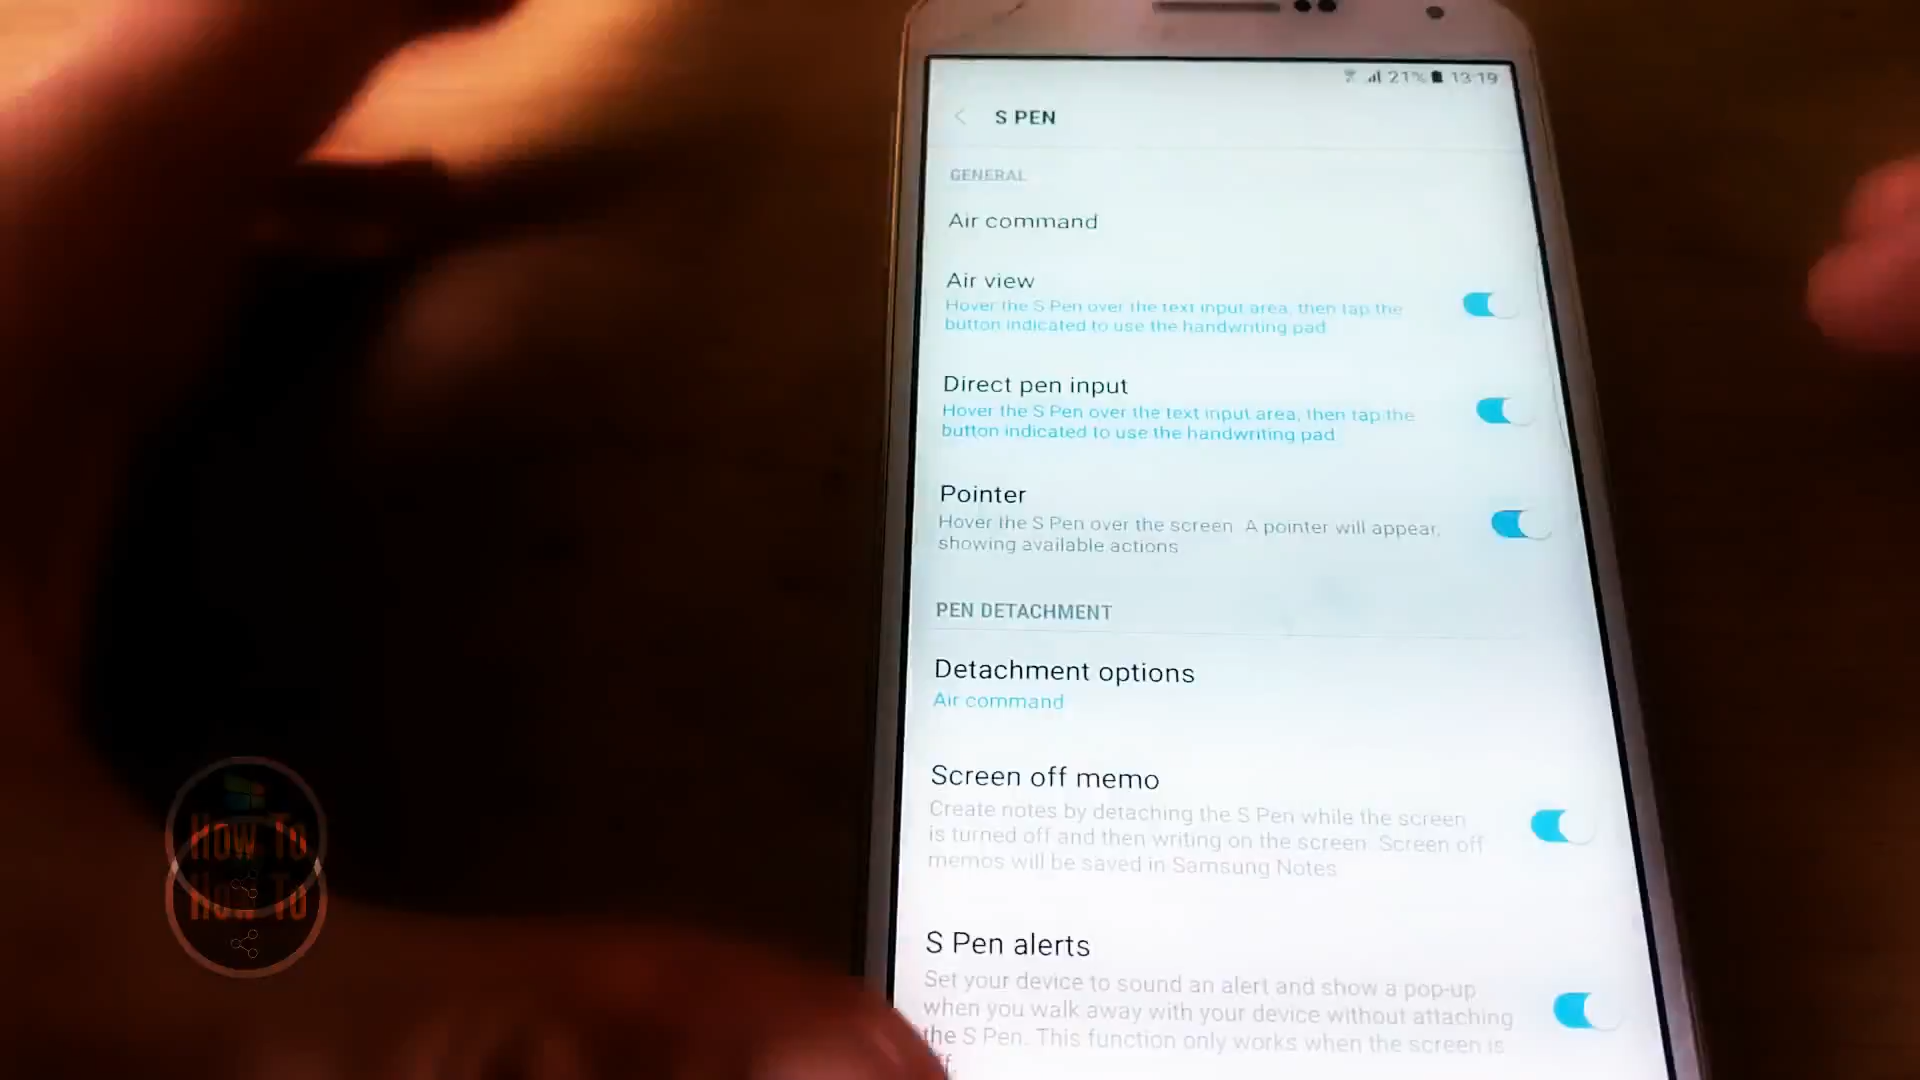 21% 13:19
S PEN
GENERAL
Air command
Air view
Hover the S Pen over the text input area, then tap the
button indicated to use the handwriting pad.
Direct pen input
Hover the S Pen over the text input area, then tap the
button indicated to use the handwriting pad.
Pointer
Hover the S Pen over the screen. A pointer will appear,
showing available actions.
PEN DETACHMENT
Detachment options
Air command
Screen off memo
Create notes by detaching the S Pen while the screen
is turned off and then writing on the screen. Screen off
memos will be saved in Samsung Notes.
S Pen alerts
Set your device to sound an alert and show a pop-up
when you walk away with your device without attaching
the S Pen. This function only works when the screen is
How To
How To